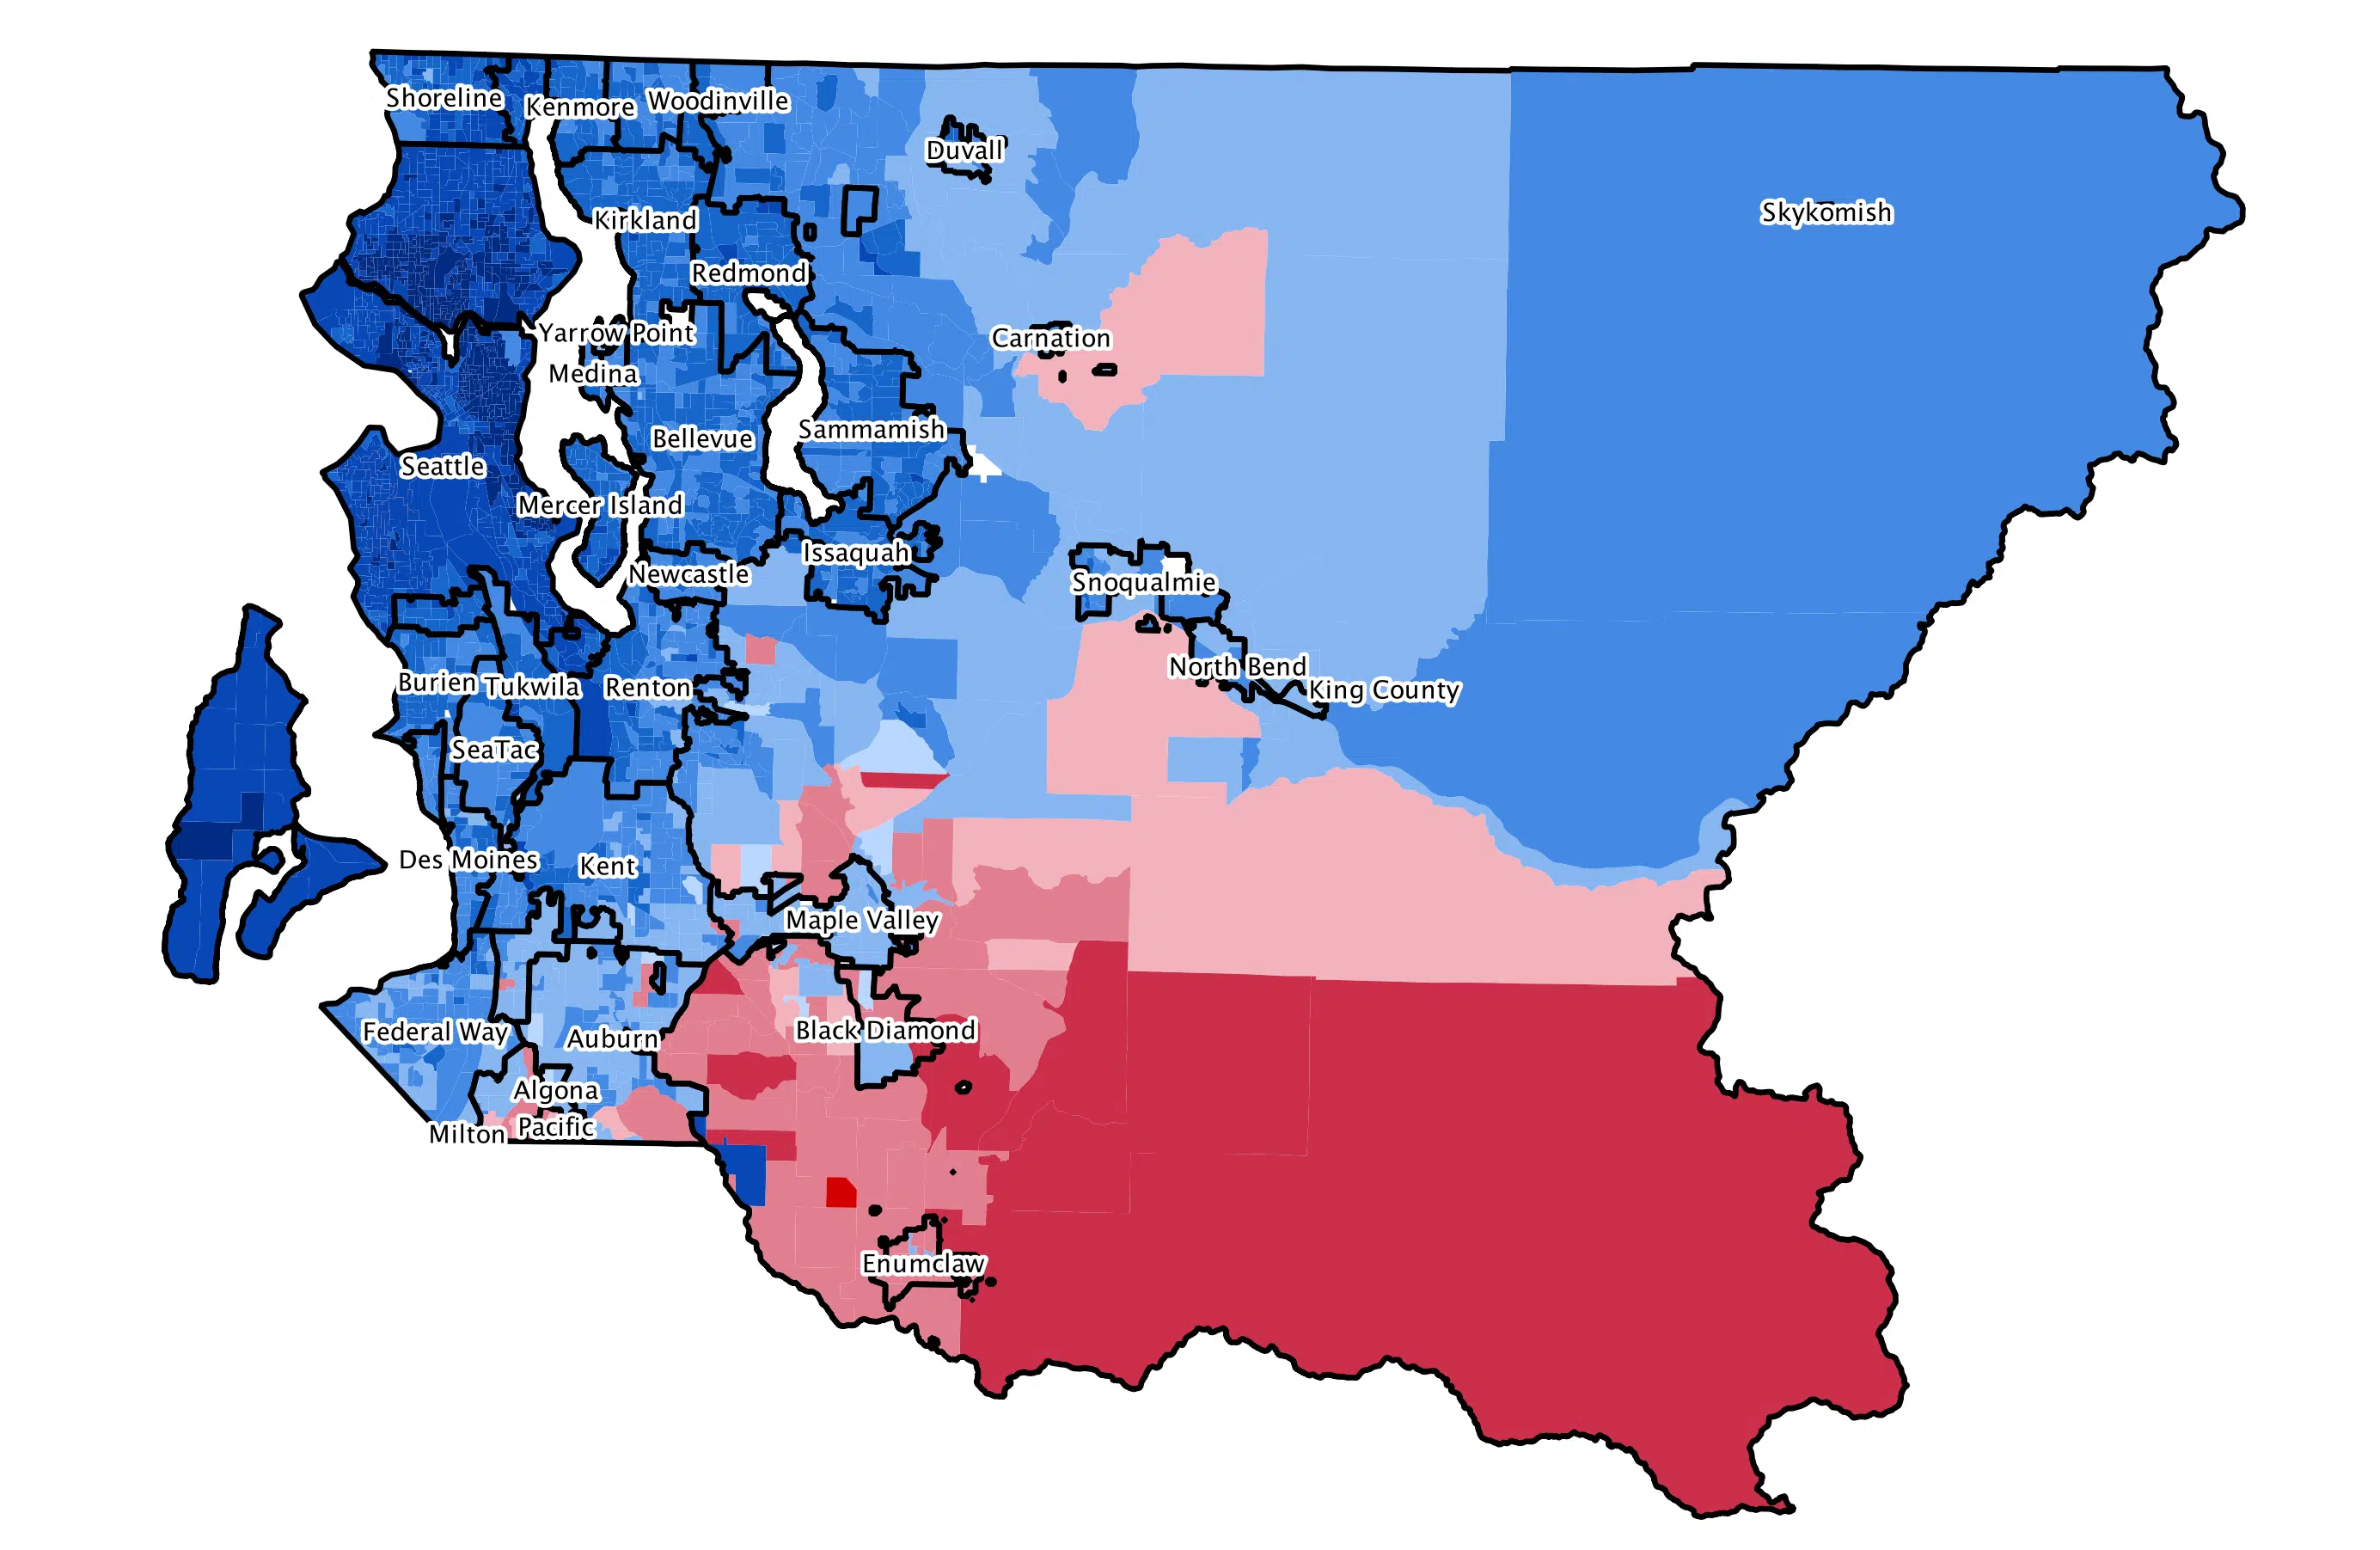 Shoreline
Kenmore
Woodinville
Duvall
Skykomish
Kirkland
Redmond
Yarrow Point
Carnation
Medina
Sammamish
Bellevue
Seattle
Mercer Island
Issaquah
Newcastle
Snoqualmie
North Bend
Burien
Tukwila
Renton
King County
SeaTac
Des Moines
Kent
Maple Valley
Federal Way
Auburn
Black Diamond
Algona
Pacific
Milton
Enumclaw